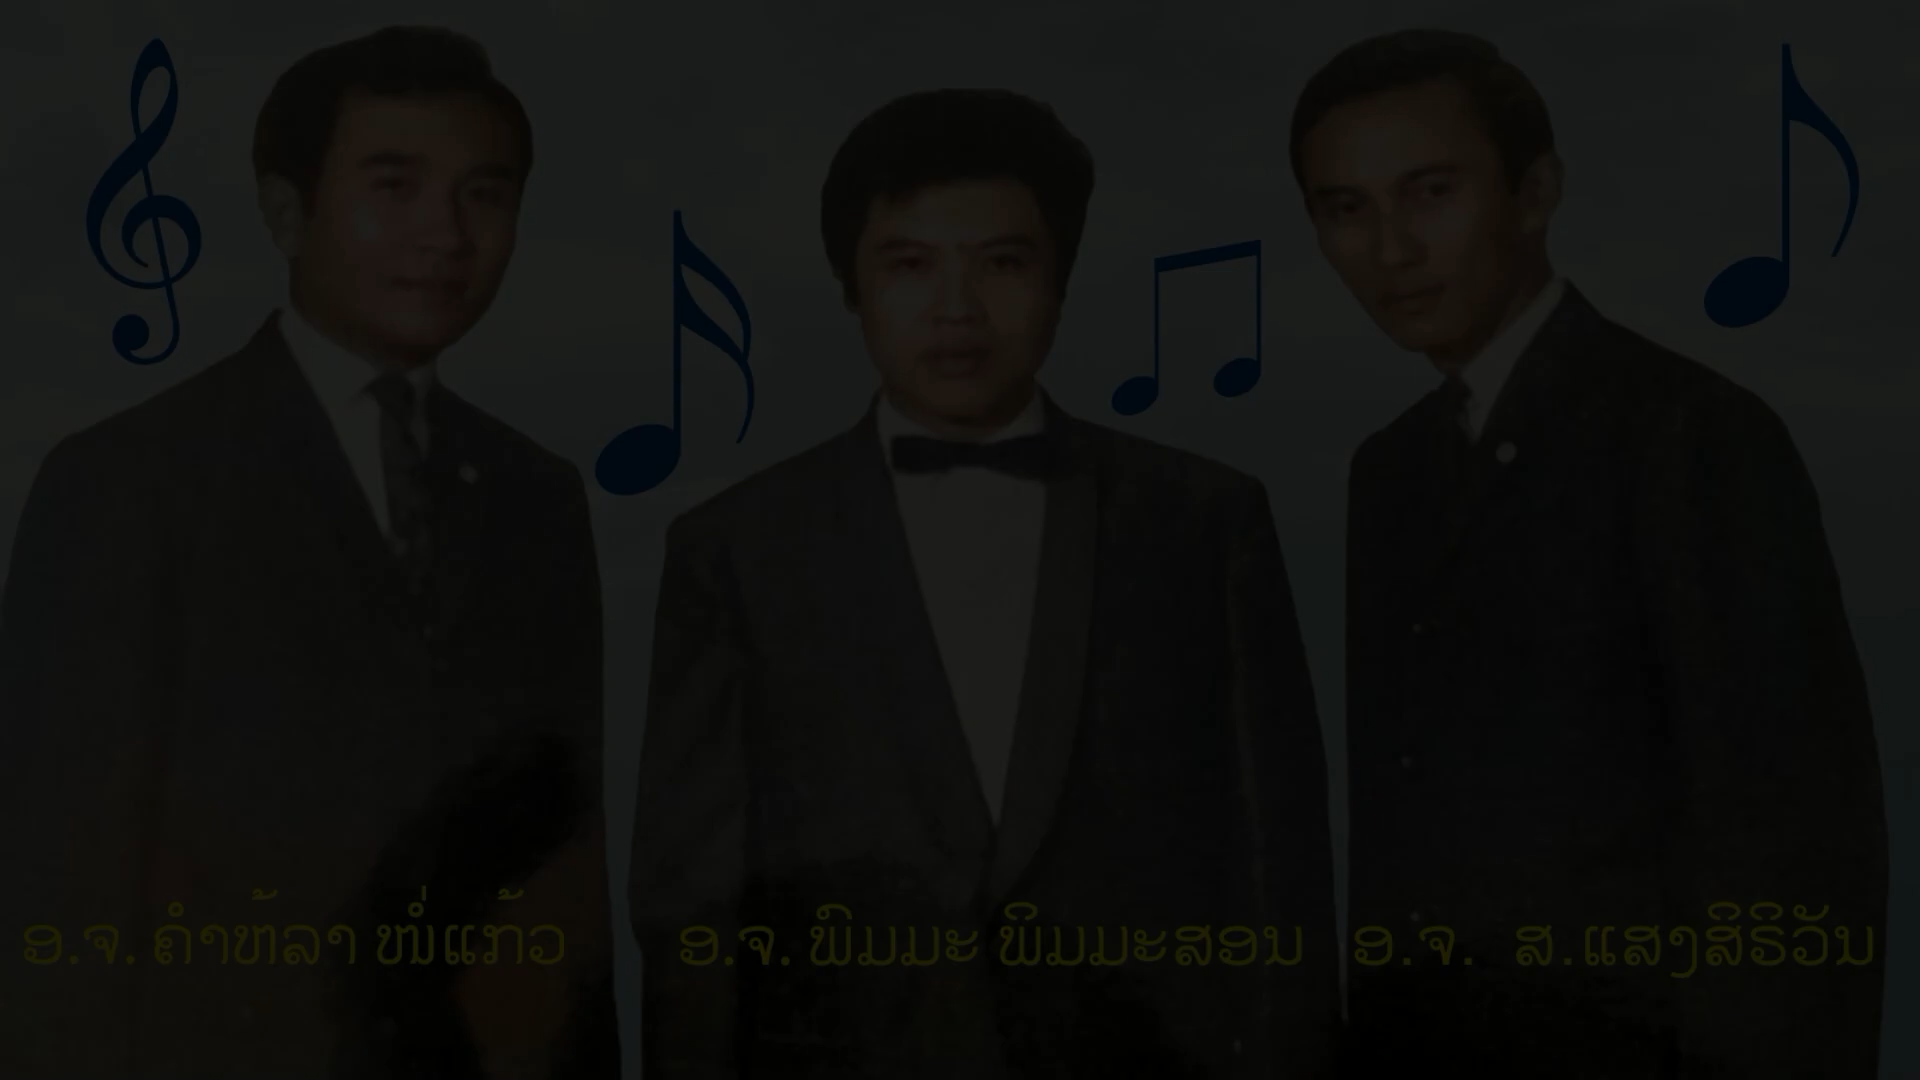 ອ.ຈ. ຄຳຫ້ລາ ໜໍ່ແກ້ວ
ອ.ຈ. ພົມມະ ພິມມະສອນ
ອ.ຈ. ສ.ແສງສິຣິວັນ